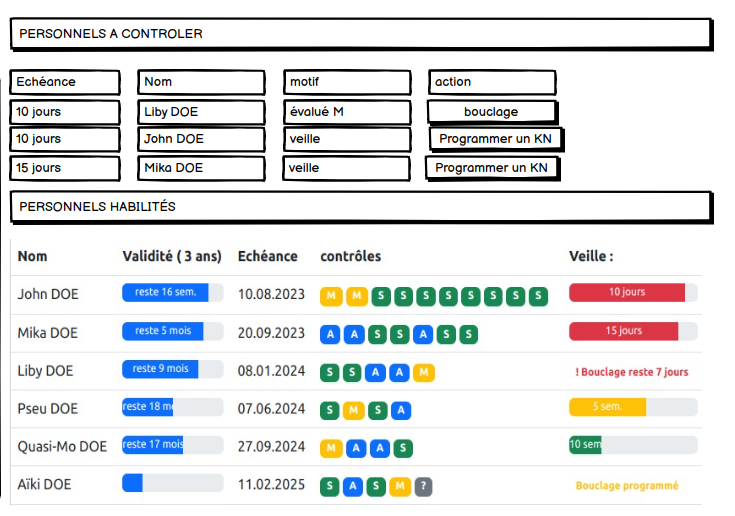 PERSONNELS A CONTROLER
Echéance Nom motif action
10 jours Liby DOE évalué M bouclage
10 jours John DOE veille Programmer un KN
15 jours Mika DOE veille Programmer un KN
PERSONNELS HABILITÉS
Nom Validité ( 3 ans) Echéance contrôles Veille :
John DOE reste 16 sem. 10.08.2023 M M S S S S S S S S 10 jours
Mika DOE reste 5 mois 20.09.2023 A A S S A S S 15 jours
Liby DOE reste 9 mois 08.01.2024 S S A A M ! Bouclage reste 7 jours
Pseu DOE reste 18 mo 07.06.2024 S M S A 5 sem.
Quasi-Mo DOE reste 17 mois 27.09.2024 M A A S 10 sem
Aïki DOE 11.02.2025 S A S M ? Bouclage programmé